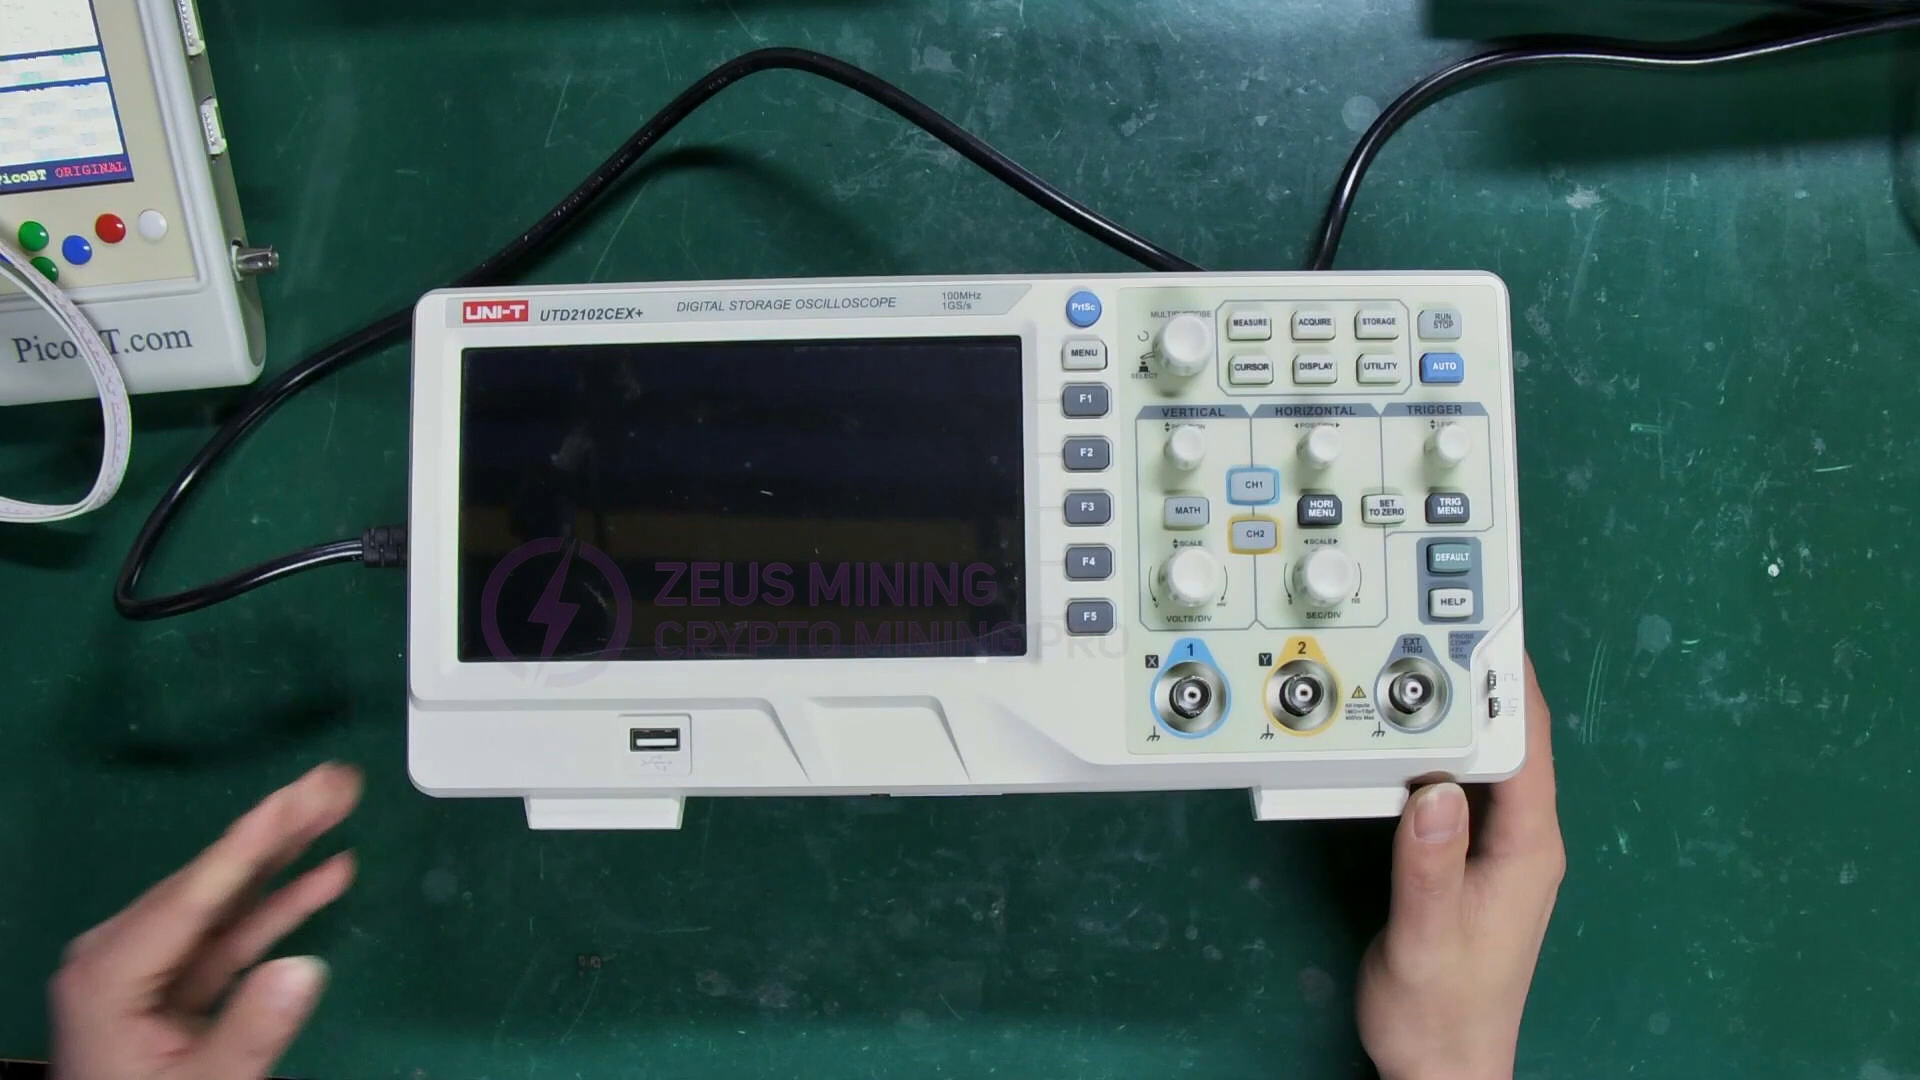 PicoBT ORIGINAL
UNI-T
UTD2102CEX+
DIGITAL STORAGE OSCILLOSCOPE
100MHz
1GS/s
PrtSc
MENU
F1
F2
F3
F4
F5
SELECT
MEASURE
ACQUIRE
STORAGE
RUN
STOP
CURSOR
DISPLAY
UTILITY
AUTO
VERTICAL
HORIZONTAL
TRIGGER
POSITION
CH1
MATH
HORI
MENU
SET
TO ZERO
TRIG
MENU
CH2
SCALE
SCALE
VOLTS/DIV
SEC/DIV
DEFAULT
HELP
X
1
Y
2
EXT
TRIG
ZEUS MINING
CRYPTO MINING PRO